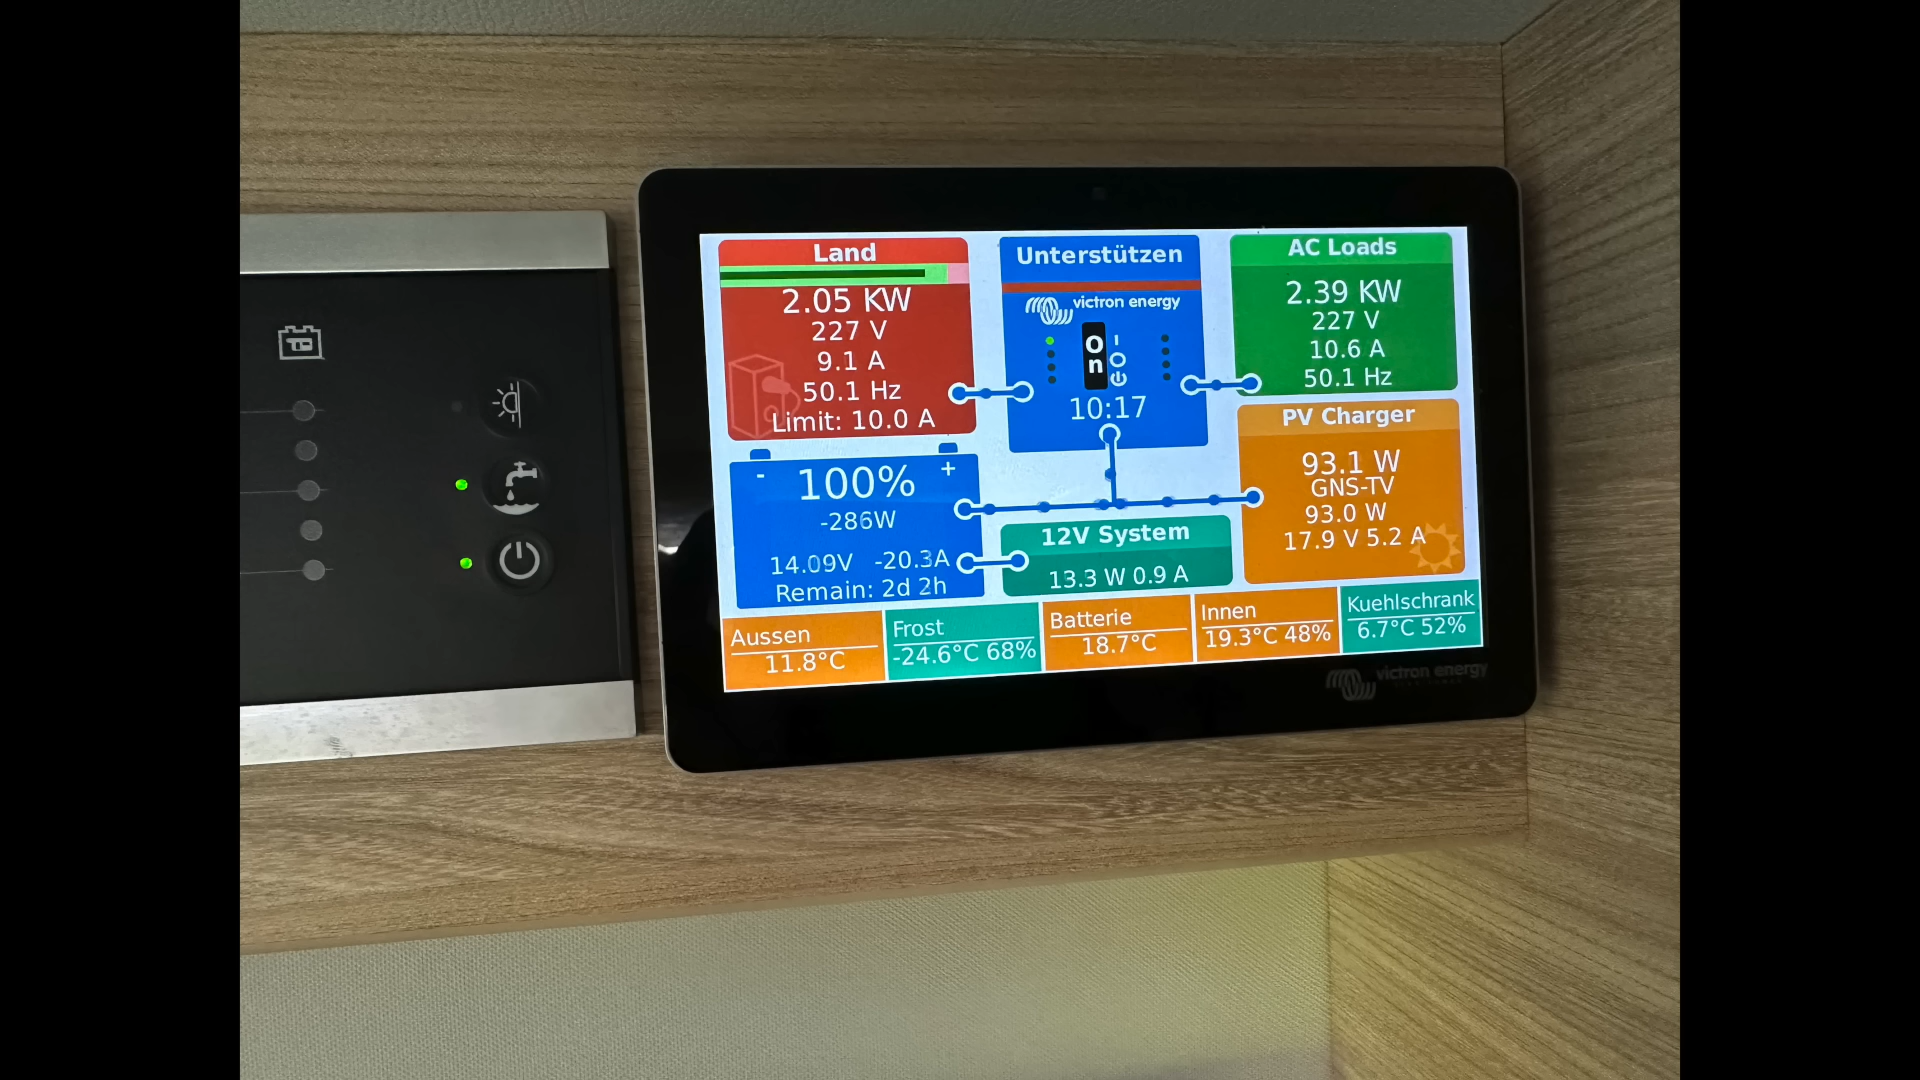 Land
2.05 KW
227 V
9.1 A
50.1 Hz
Limit: 10.0 A
Unterstützen
victron energy
On
10:17
AC Loads
2.39 KW
227 V
10.6 A
50.1 Hz
PV Charger
93.1 W
GNS-TV
93.0 W
17.9 V 5.2 A
- 100% +
-286W
14.09V -20.3A
Remain: 2d 2h
12V System
13.3 W 0.9 A
Aussen
11.8°C
Frost
-24.6°C 68%
Batterie
18.7°C
Innen
19.3°C 48%
Kuehlschrank
6.7°C 52%
victron energy